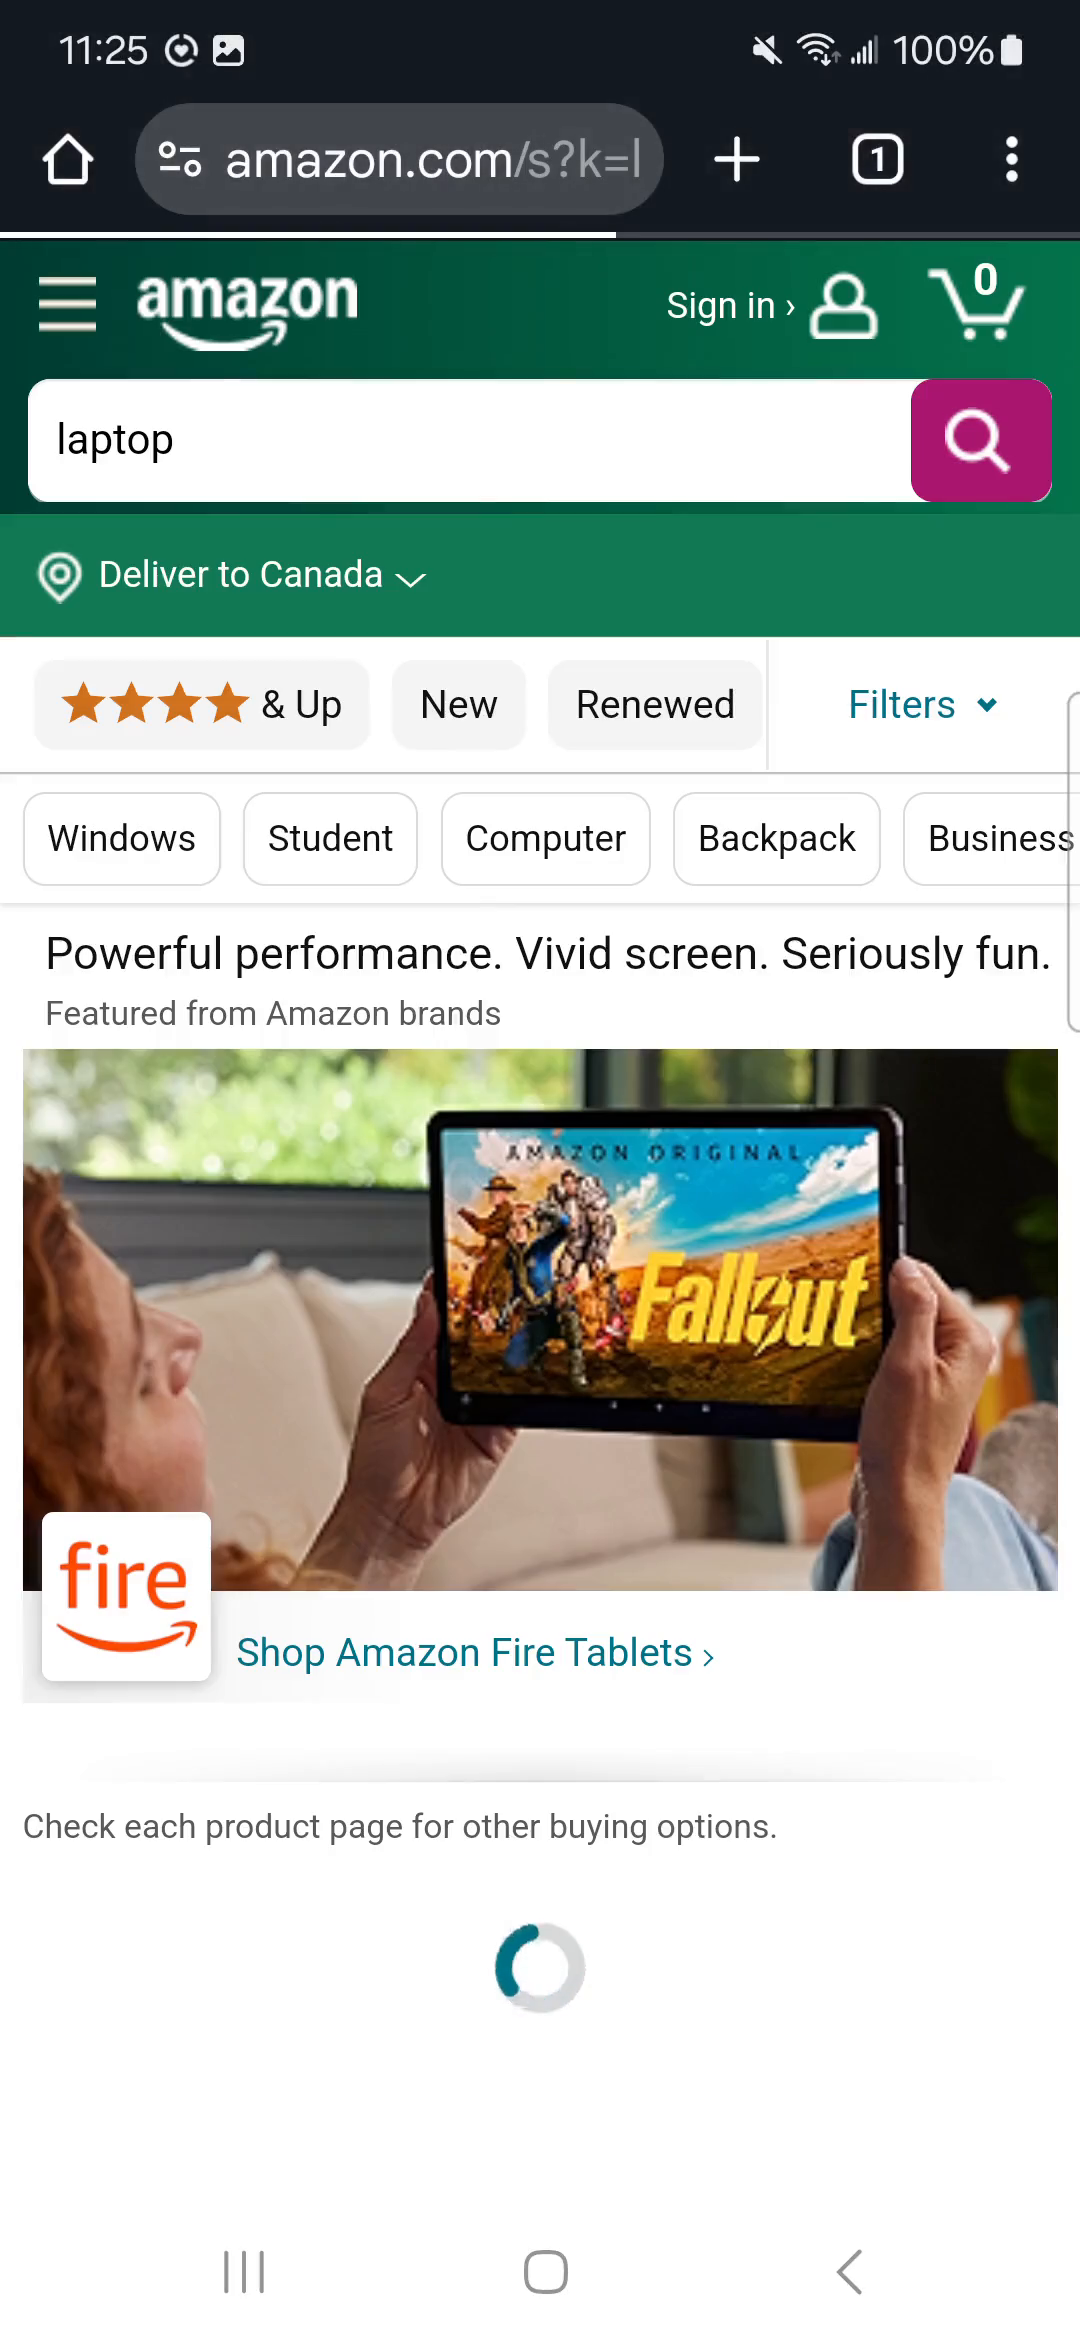 11:25
100%
amazon.com/s?k=l
1
amazon
Sign in ›
0
laptop
Deliver to Canada
& Up
New
Renewed
Filters
Windows
Student
Computer
Backpack
Business
Powerful performance. Vivid screen. Seriously fun.
Featured from Amazon brands
AMAZON ORIGINAL
Fallout
fire
Shop Amazon Fire Tablets ›
Check each product page for other buying options.